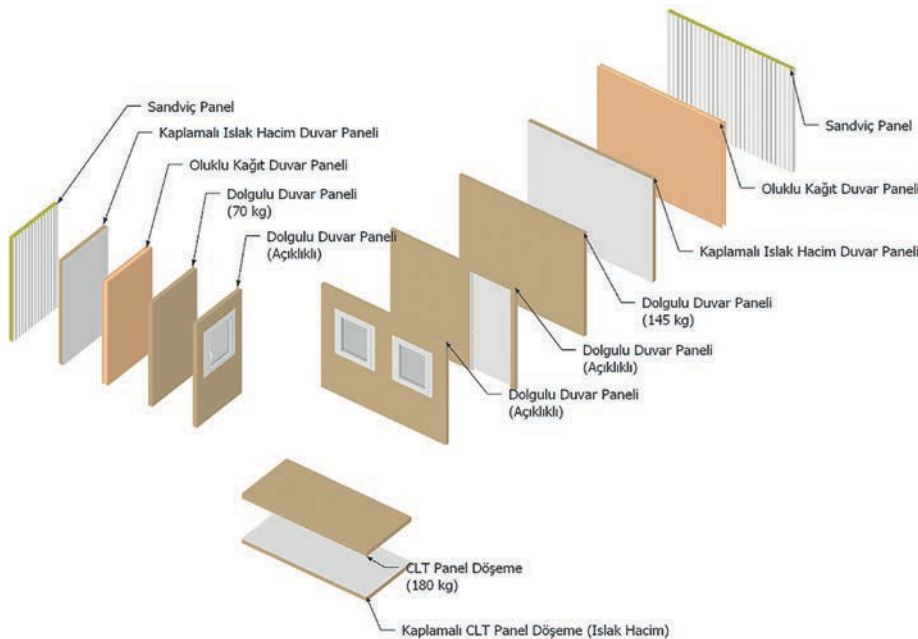 Sandviç Panel
Kaplamalı Islak Hacim Duvar Paneli
Oluklu Kağıt Duvar Paneli
Dolgulu Duvar Paneli
(70 kg)
Dolgulu Duvar Paneli
(Açıklıklı)
Sandviç Panel
Oluklu Kağıt Duvar Paneli
Kaplamalı Islak Hacim Duvar Paneli
Dolgulu Duvar Paneli
(145 kg)
Dolgulu Duvar Paneli
(Açıklıklı)
Dolgulu Duvar Paneli
(Açıklıklı)
CLT Panel Döşeme
(180 kg)
Kaplamalı CLT Panel Döşeme (Islak Hacim)